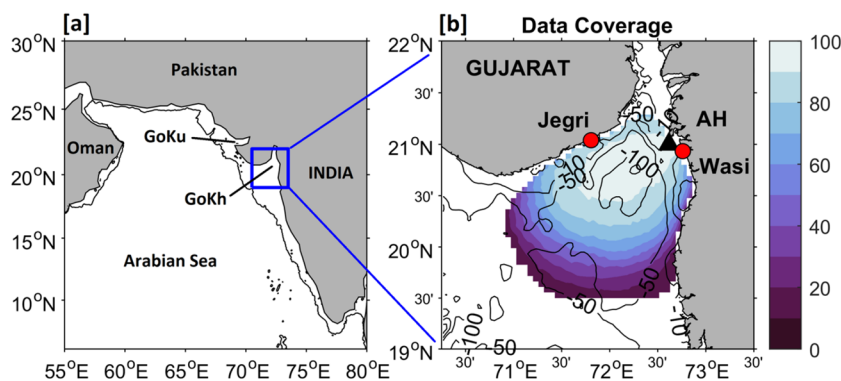 [a]
30°N
25°N
20°N
15°N
10°N
55°E
60°E
65°E
70°E
75°E
80°E
Pakistan
Oman
GoKu
GoKh
INDIA
Arabian Sea
[b]
Data Coverage
22°N
30'
21°N
30'
20°N
30'
19°N
30'
71°E
30'
72°E
30'
73°E
30'
GUJARAT
Jegri
AH
Wasi
-50
-10
-100
-10
-50
-50
-50
-10
-100
-50
100
80
60
40
20
0